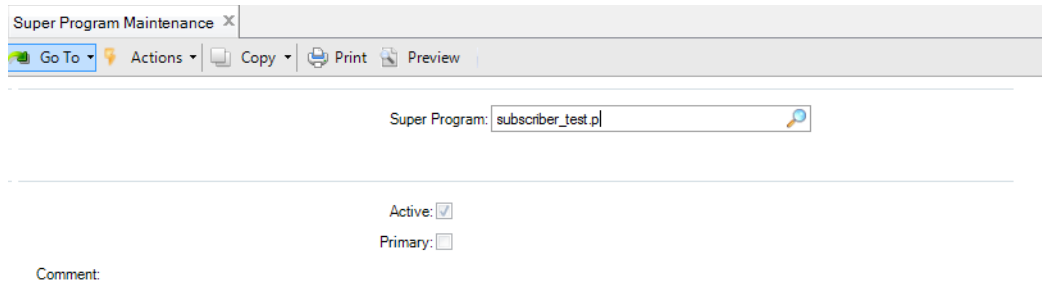 Super Program Maintenance X
Go To Actions Copy Print Preview
Super Program: subscriber_test.p
Active:
Primary:
Comment: